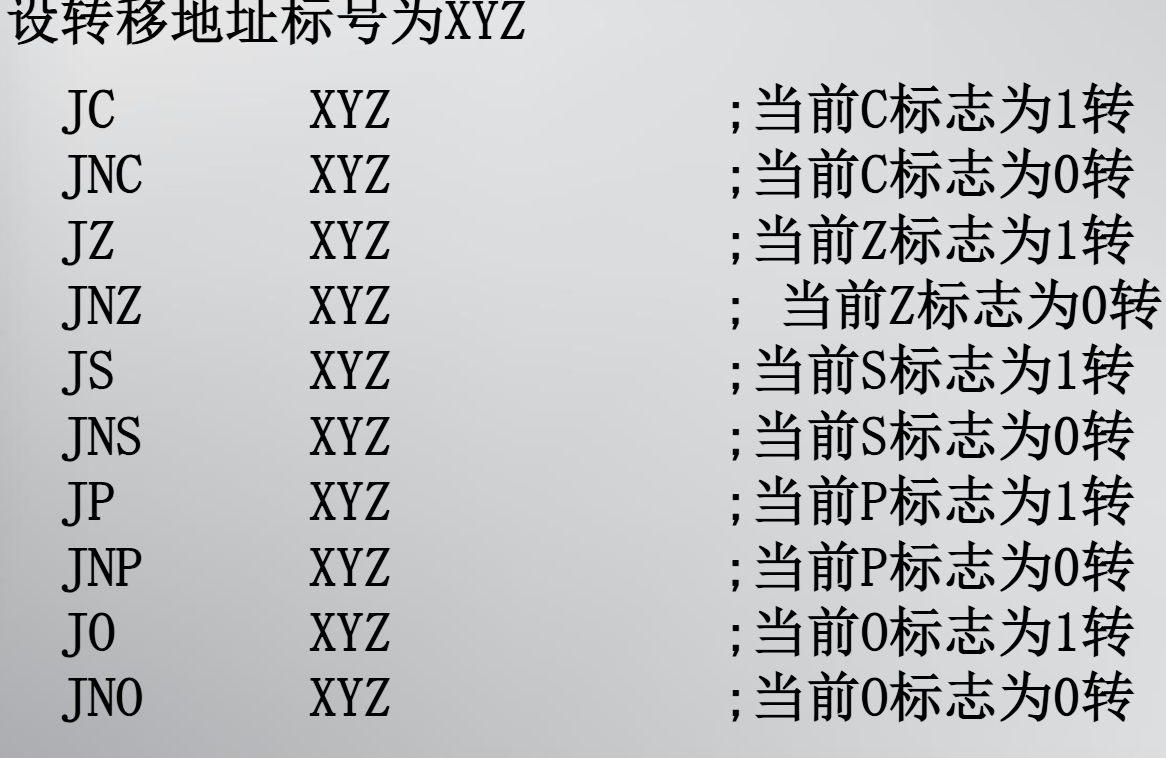 设转移地址标号为XYZ
JC XYZ ;当前C标志为1转
JNC XYZ ;当前C标志为0转
JZ XYZ ;当前Z标志为1转
JNZ XYZ ; 当前Z标志为0转
JS XYZ ;当前S标志为1转
JNS XYZ ;当前S标志为0转
JP XYZ ;当前P标志为1转
JNP XYZ ;当前P标志为0转
JO XYZ ;当前O标志为1转
JNO XYZ ;当前O标志为0转